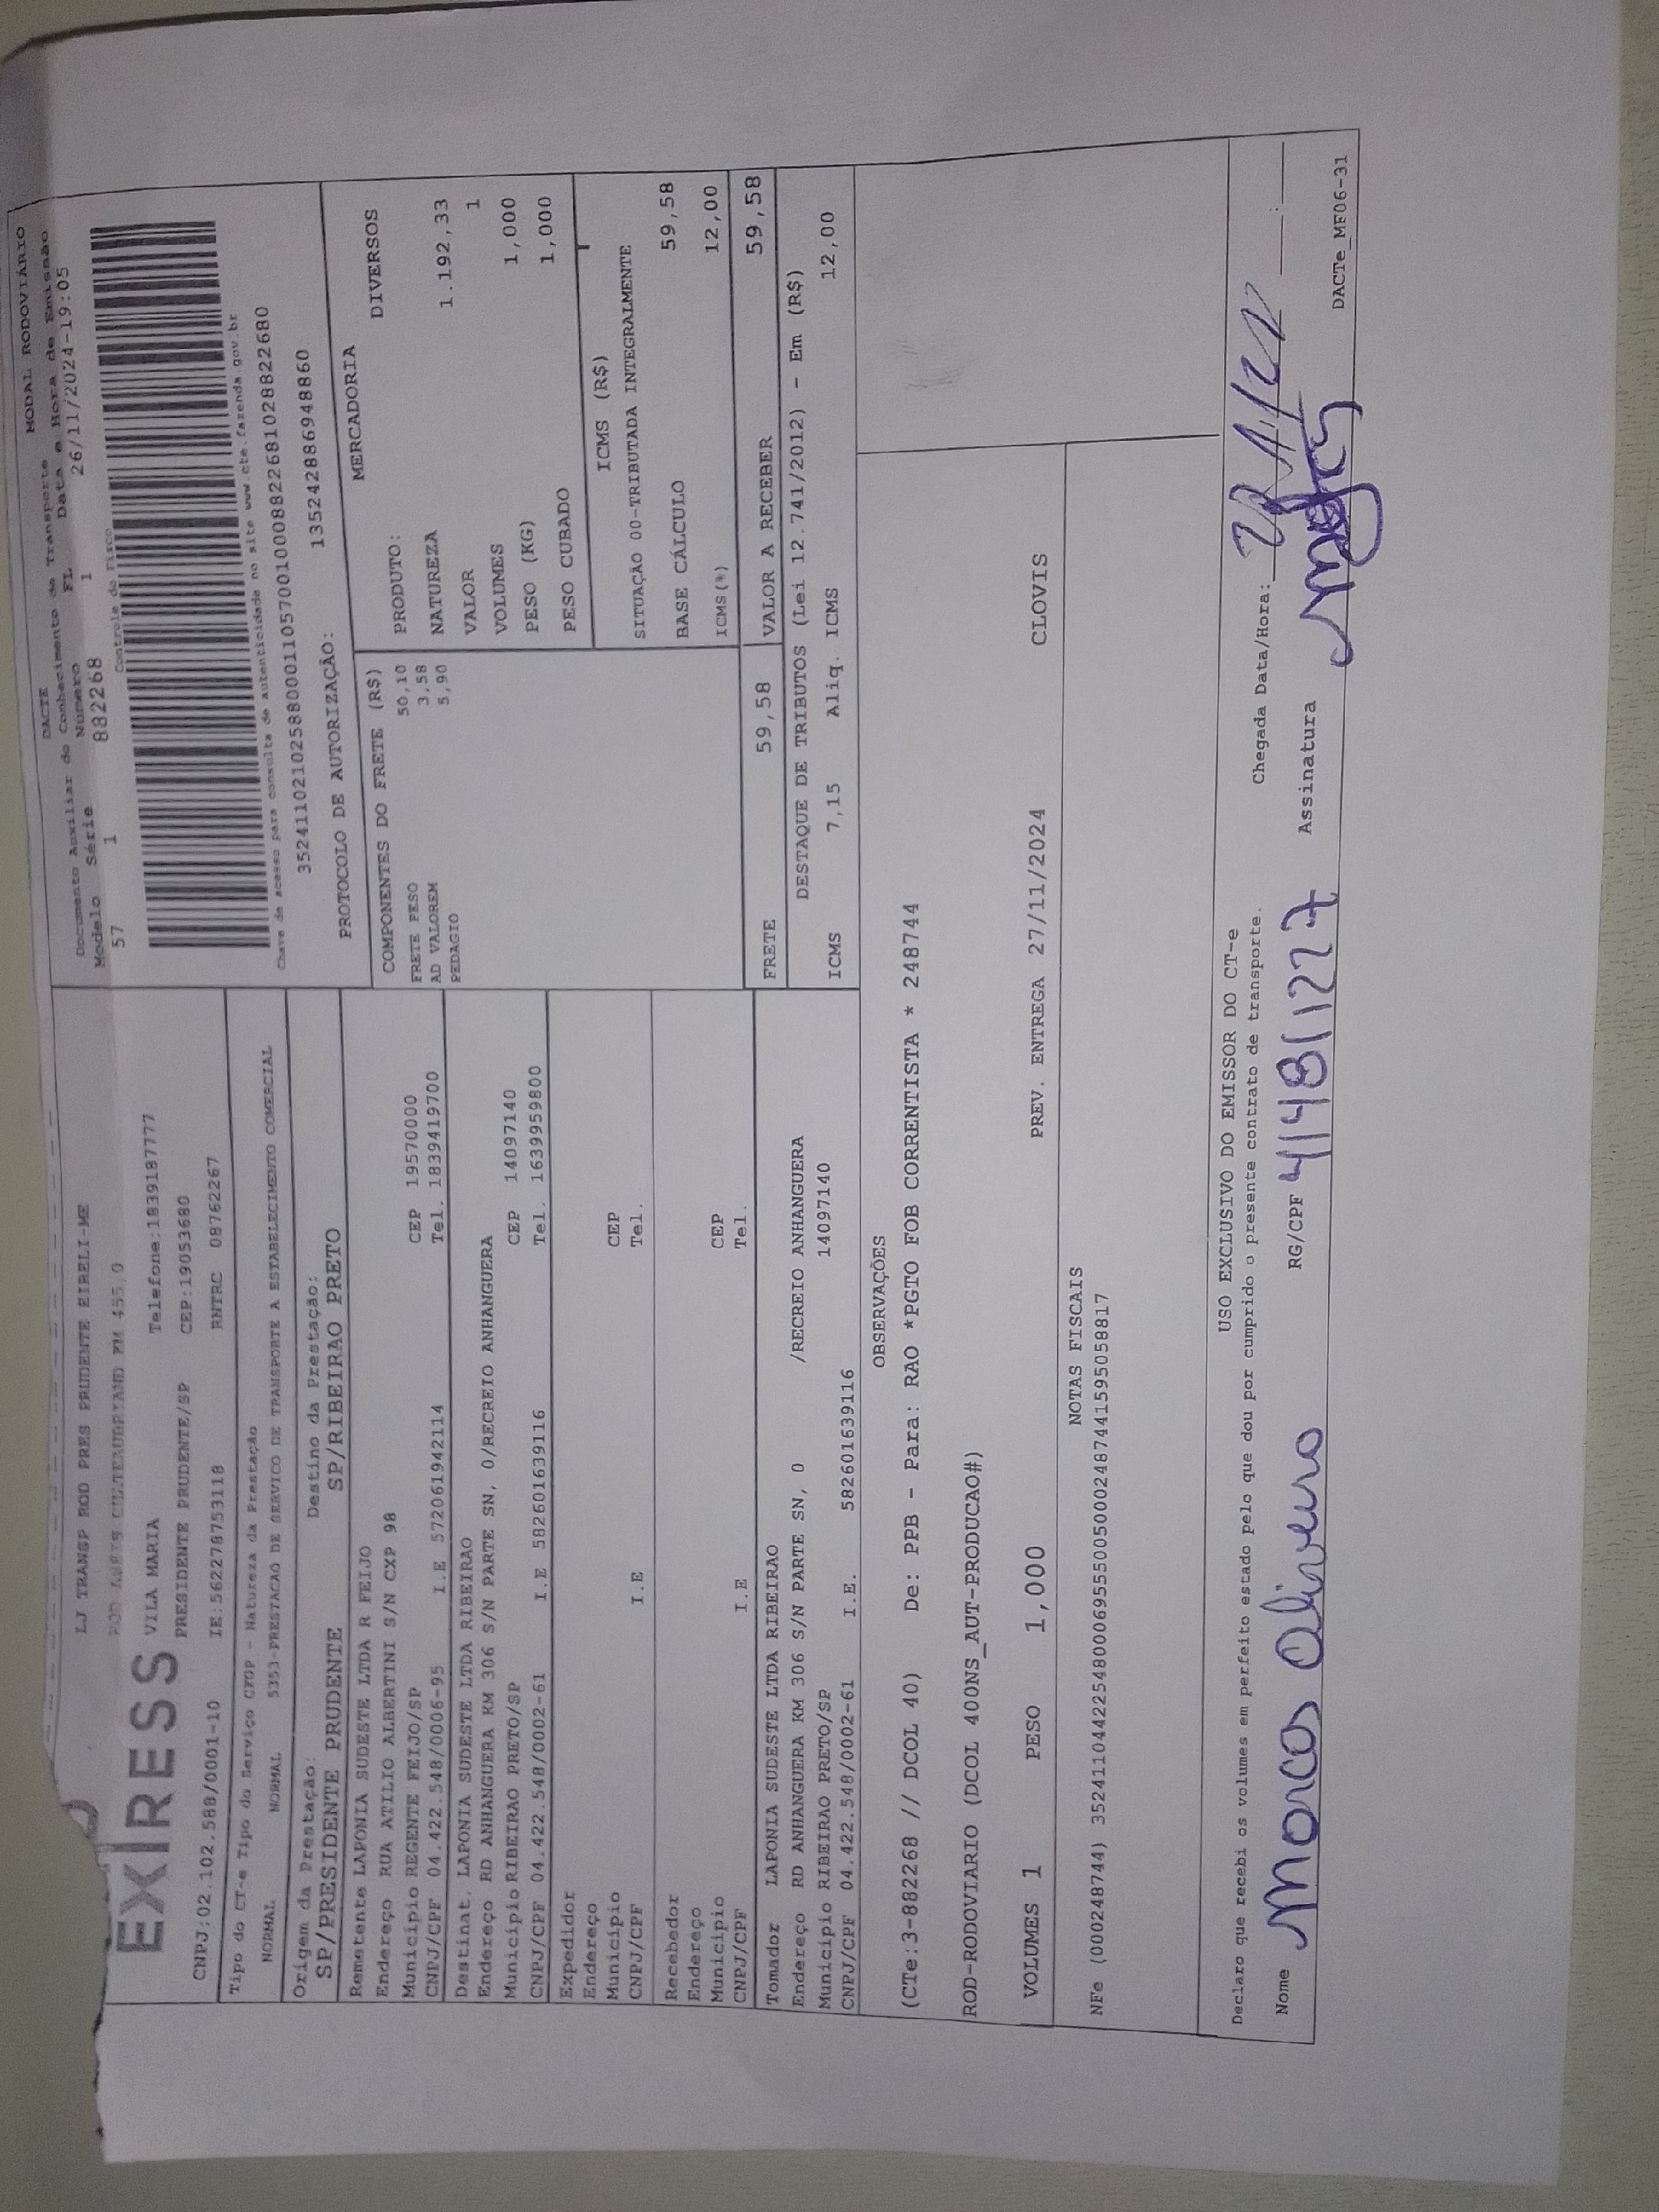 MODAL RODOVIÁRIO
DACTE
Documento Auxiliar do Conhecimento de Transporte
Modelo Série Número FL Data e Hora de Emissão
57 1 882268 1 26/11/2024-19:05
Controle do Fisco
Chave de acesso para consulta de autenticidade no site www.cte.fazenda.gov.br
PROTOCOLO DE AUTORIZAÇÃO: 135242886948860
LJ TRANSP ROD PRES PRUDENTE EIRELI-ME
EXPRESS
VILA MARIA Telefone:1839187777
PRESIDENTE PRUDENTE/SP CEP:19053680
CNPJ:02.102.588/0001-10 IE:562278753118 RNTRC 08762267
Tipo do CT-e Tipo do Serviço CFOP - Natureza da Prestação
NORMAL NORMAL 5353-PRESTACAO DE SERVICO DE TRANSPORTE A ESTABELECIMENTO COMERCIAL
Origem da Prestação: Destino da Prestação:
SP/PRESIDENTE PRUDENTE SP/RIBEIRAO PRETO
Remetente LAPONIA SUDESTE LTDA R FEIJO
Endereço RUA ATILIO ALBERTINI S/N CXP 98
Município REGENTE FEIJO/SP CEP 19570000
CNPJ/CPF 04.422.548/0006-95 I.E 572061942114 Tel. 1839419700
Destinat. LAPONIA SUDESTE LTDA RIBEIRAO
Endereço RD ANHANGUERA KM 306 S/N PARTE SN, 0/RECREIO ANHANGUERA
Município RIBEIRAO PRETO/SP CEP 14097140
CNPJ/CPF 04.422.548/0002-61 I.E 582601639116 Tel. 1639959800
Expedidor
Endereço
Município CEP
CNPJ/CPF I.E Tel.
Recebedor
Endereço
Município CEP
CNPJ/CPF I.E Tel.
Tomador LAPONIA SUDESTE LTDA RIBEIRAO
Endereço RD ANHANGUERA KM 306 S/N PARTE SN, 0 /RECREIO ANHANGUERA
Município RIBEIRAO PRETO/SP 14097140
CNPJ/CPF 04.422.548/0002-61 I.E. 582601639116
COMPONENTES DO FRETE (R$)
FRETE PESO 50,10
AD VALOREM 3,58
PEDAGIO 5,90
MERCADORIA
PRODUTO: DIVERSOS
NATUREZA
VALOR 1.192,33
VOLUMES 1
PESO (KG) 1,000
PESO CUBADO 1,000
ICMS (R$)
SITUAÇÃO 00-TRIBUTADA INTEGRALMENTE
BASE CÁLCULO 59,58
ICMS(%) 12,00
FRETE 59,58 VALOR A RECEBER 59,58
DESTAQUE DE TRIBUTOS (Lei 12.741/2012) - Em (R$)
ICMS 7,15 Aliq. ICMS 12,00
OBSERVAÇÕES
(CTe:3-882268 // DCOL 40) De: PPB - Para: RAO *PGTO FOB CORRENTISTA * 248744
ROD-RODOVIARIO (DCOL 400NS_AUT-PRODUCAO#)
VOLUMES 1 PESO 1,000 PREV. ENTREGA 27/11/2024 CLOVIS
NOTAS FISCAIS
NFe (000248744) 35241104422548000695550050002487441595058817
USO EXCLUSIVO DO EMISSOR DO CT-e
Declaro que recebi os volumes em perfeito estado pelo que dou por cumprido o presente contrato de transporte.
Chegada Data/Hora:
Nome Marcos Oliveira RG/CPF Assinatura
DACTe_MF06-31